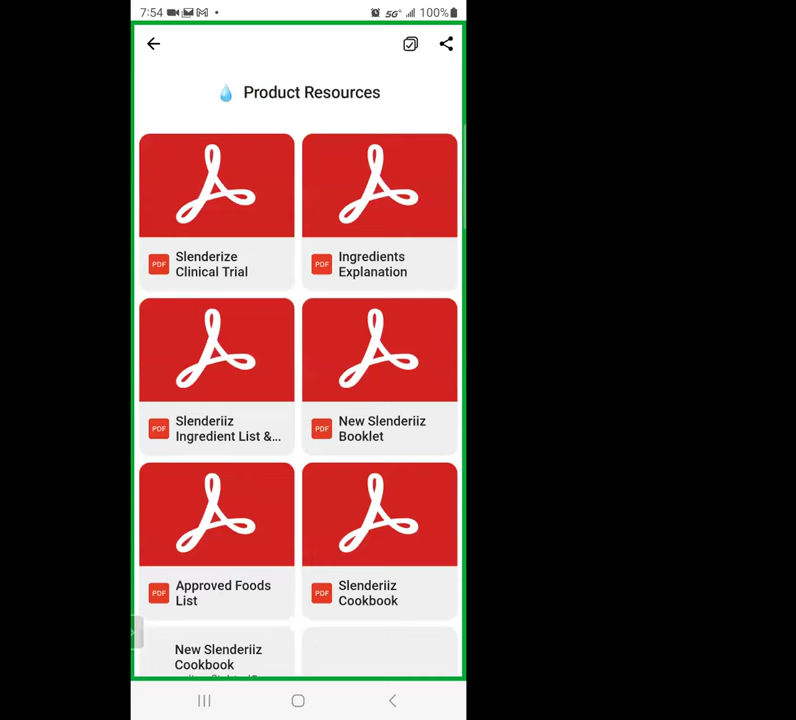 7:54
5G+
100%
Product Resources
PDF
Slenderize
Clinical Trial
PDF
Ingredients
Explanation
PDF
Slenderiiz
Ingredient List &...
PDF
New Slenderiiz
Booklet
PDF
Approved Foods
List
PDF
Slenderiiz
Cookbook
New Slenderiiz
Cookbook